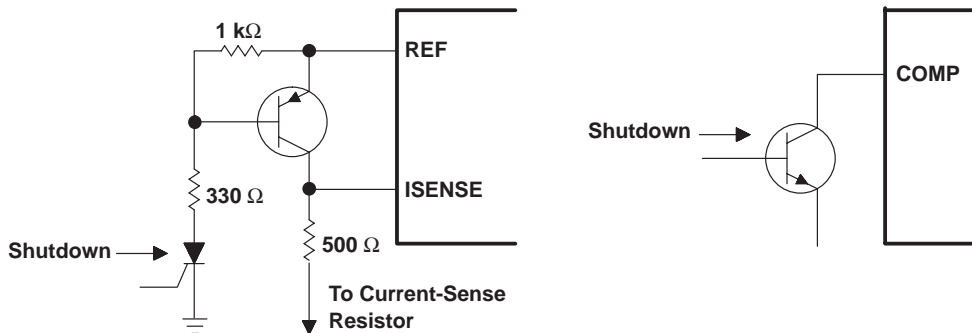 1 kΩ
REF
COMP
Shutdown
ISENSE
330 Ω
500 Ω
Shutdown
To Current-Sense
Resistor